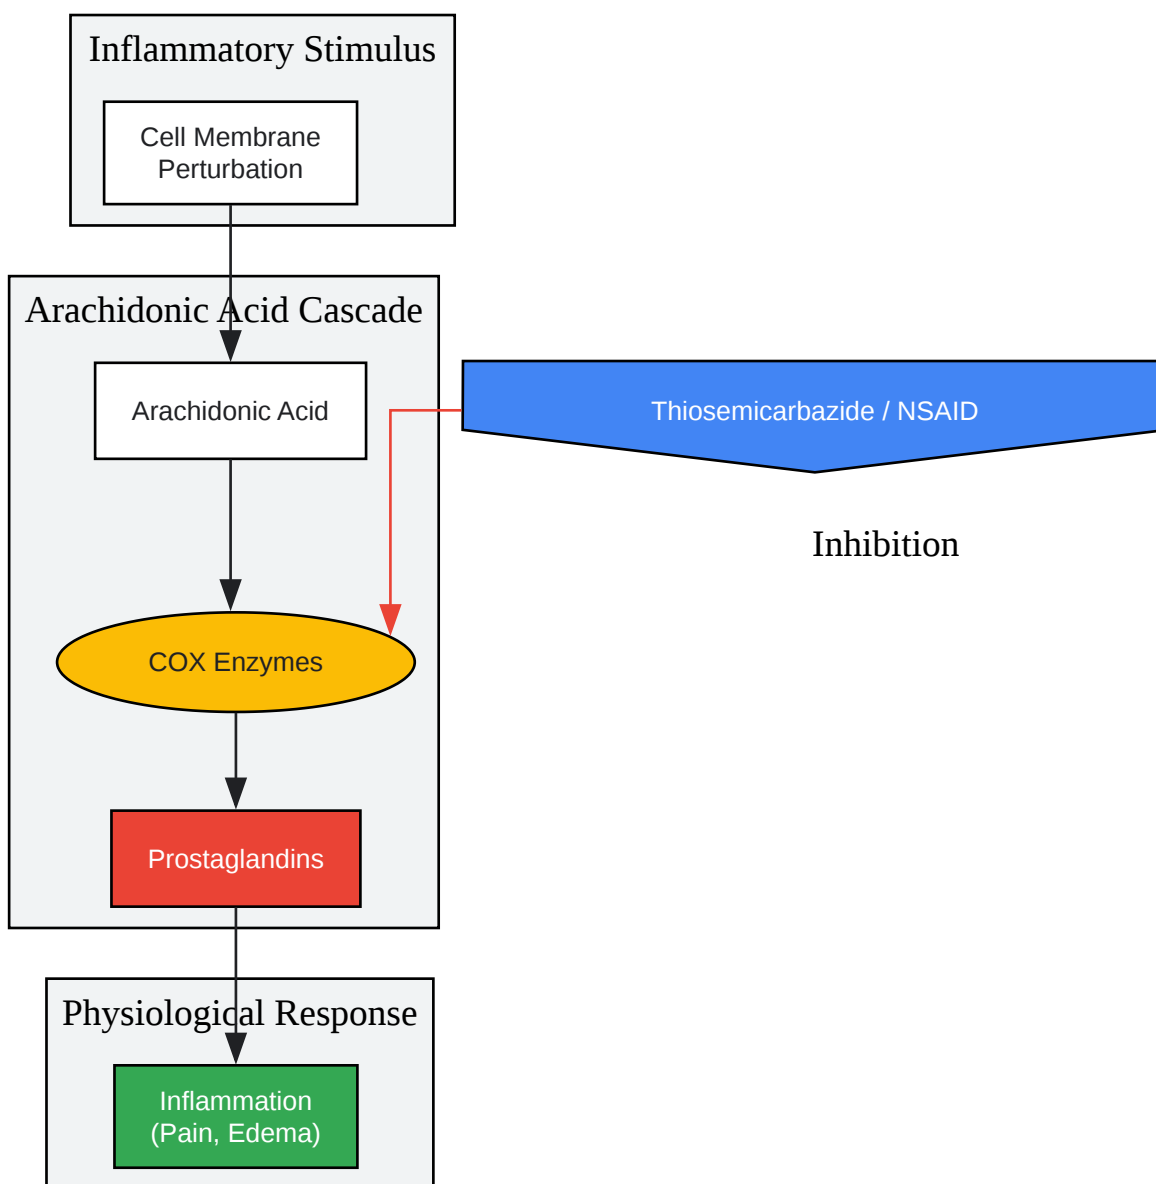 Inflammatory Stimulus
Cell Membrane
Perturbation
Arachidonic Acid Cascade
Arachidonic Acid
Thiosemicarbazide / NSAID
Inhibition
COX Enzymes
Prostaglandins
Physiological Response
Inflammation
(Pain, Edema)